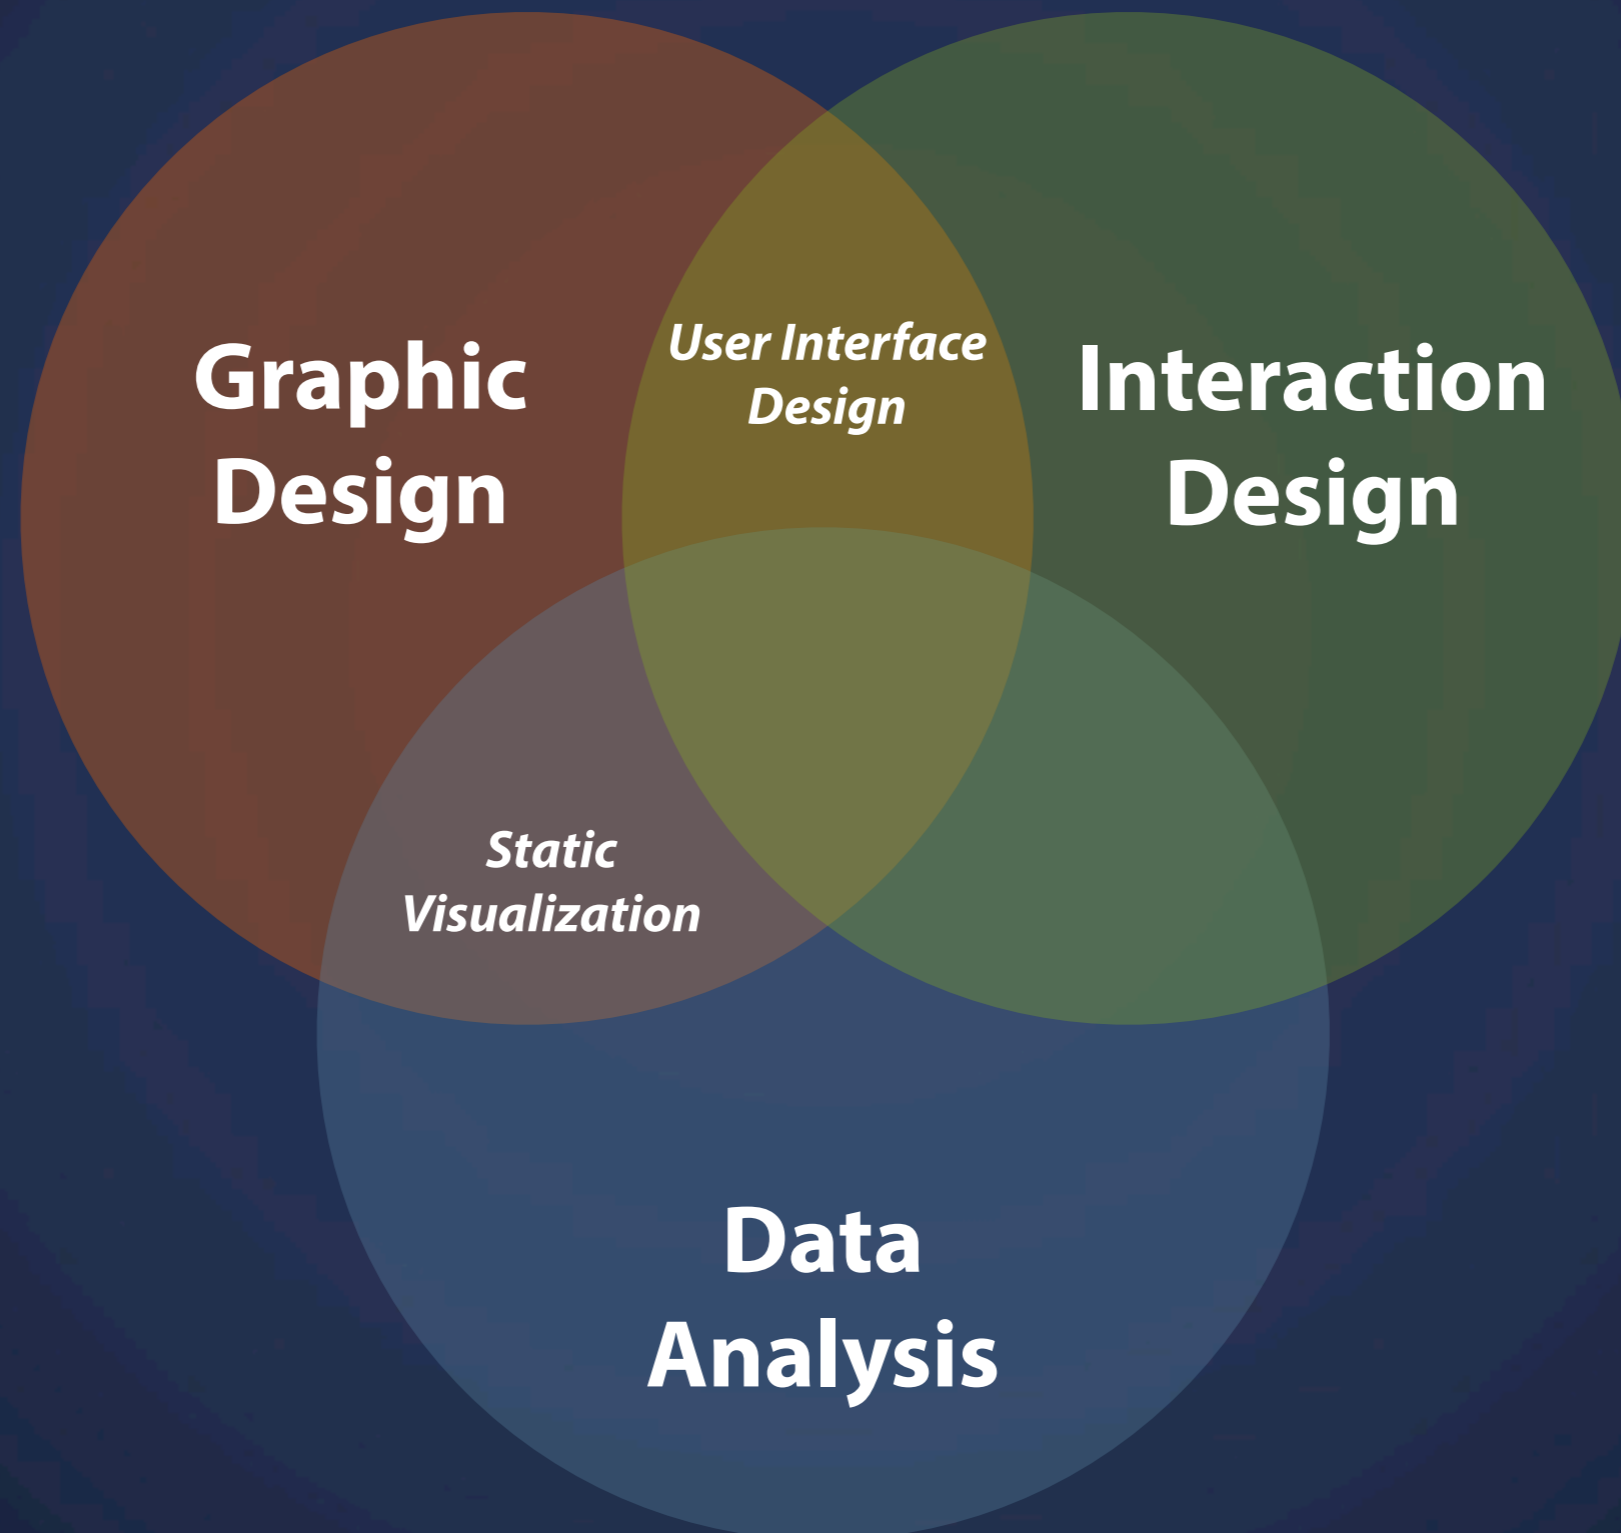 Graphic
Design
User Interface
Design
Interaction
Design
Static
Visualization
Data
Analysis